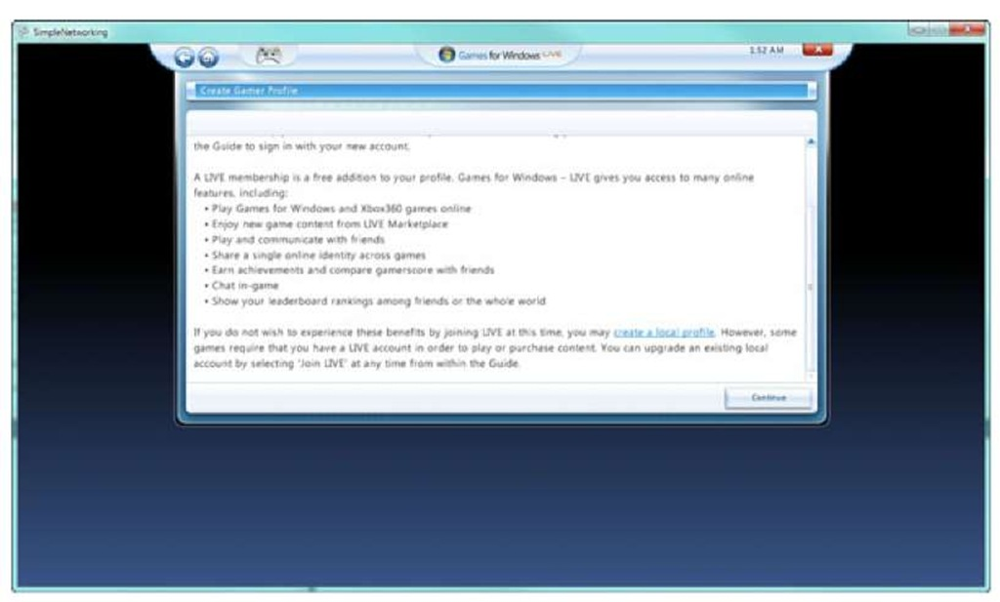 SimpleNetworking
Games for Windows LIVE
1:52 AM
Create Gamer Profile
the Guide to sign in with your new account.
A LIVE membership is a free addition to your profile. Games for Windows – LIVE gives you access to many online
features, including:
• Play Games for Windows and Xbox360 games online
• Enjoy new game content from LIVE Marketplace
• Play and communicate with friends
• Share a single online identity across games
• Earn achievements and compare gamerscore with friends
• Chat in-game
• Show your leaderboard rankings among friends or the whole world
If you do not wish to experience these benefits by joining LIVE at this time, you may create a local profile. However, some
games require that you have a LIVE account in order to play or purchase content. You can upgrade an existing local
account by selecting 'Join LIVE' at any time from within the Guide.
Continue